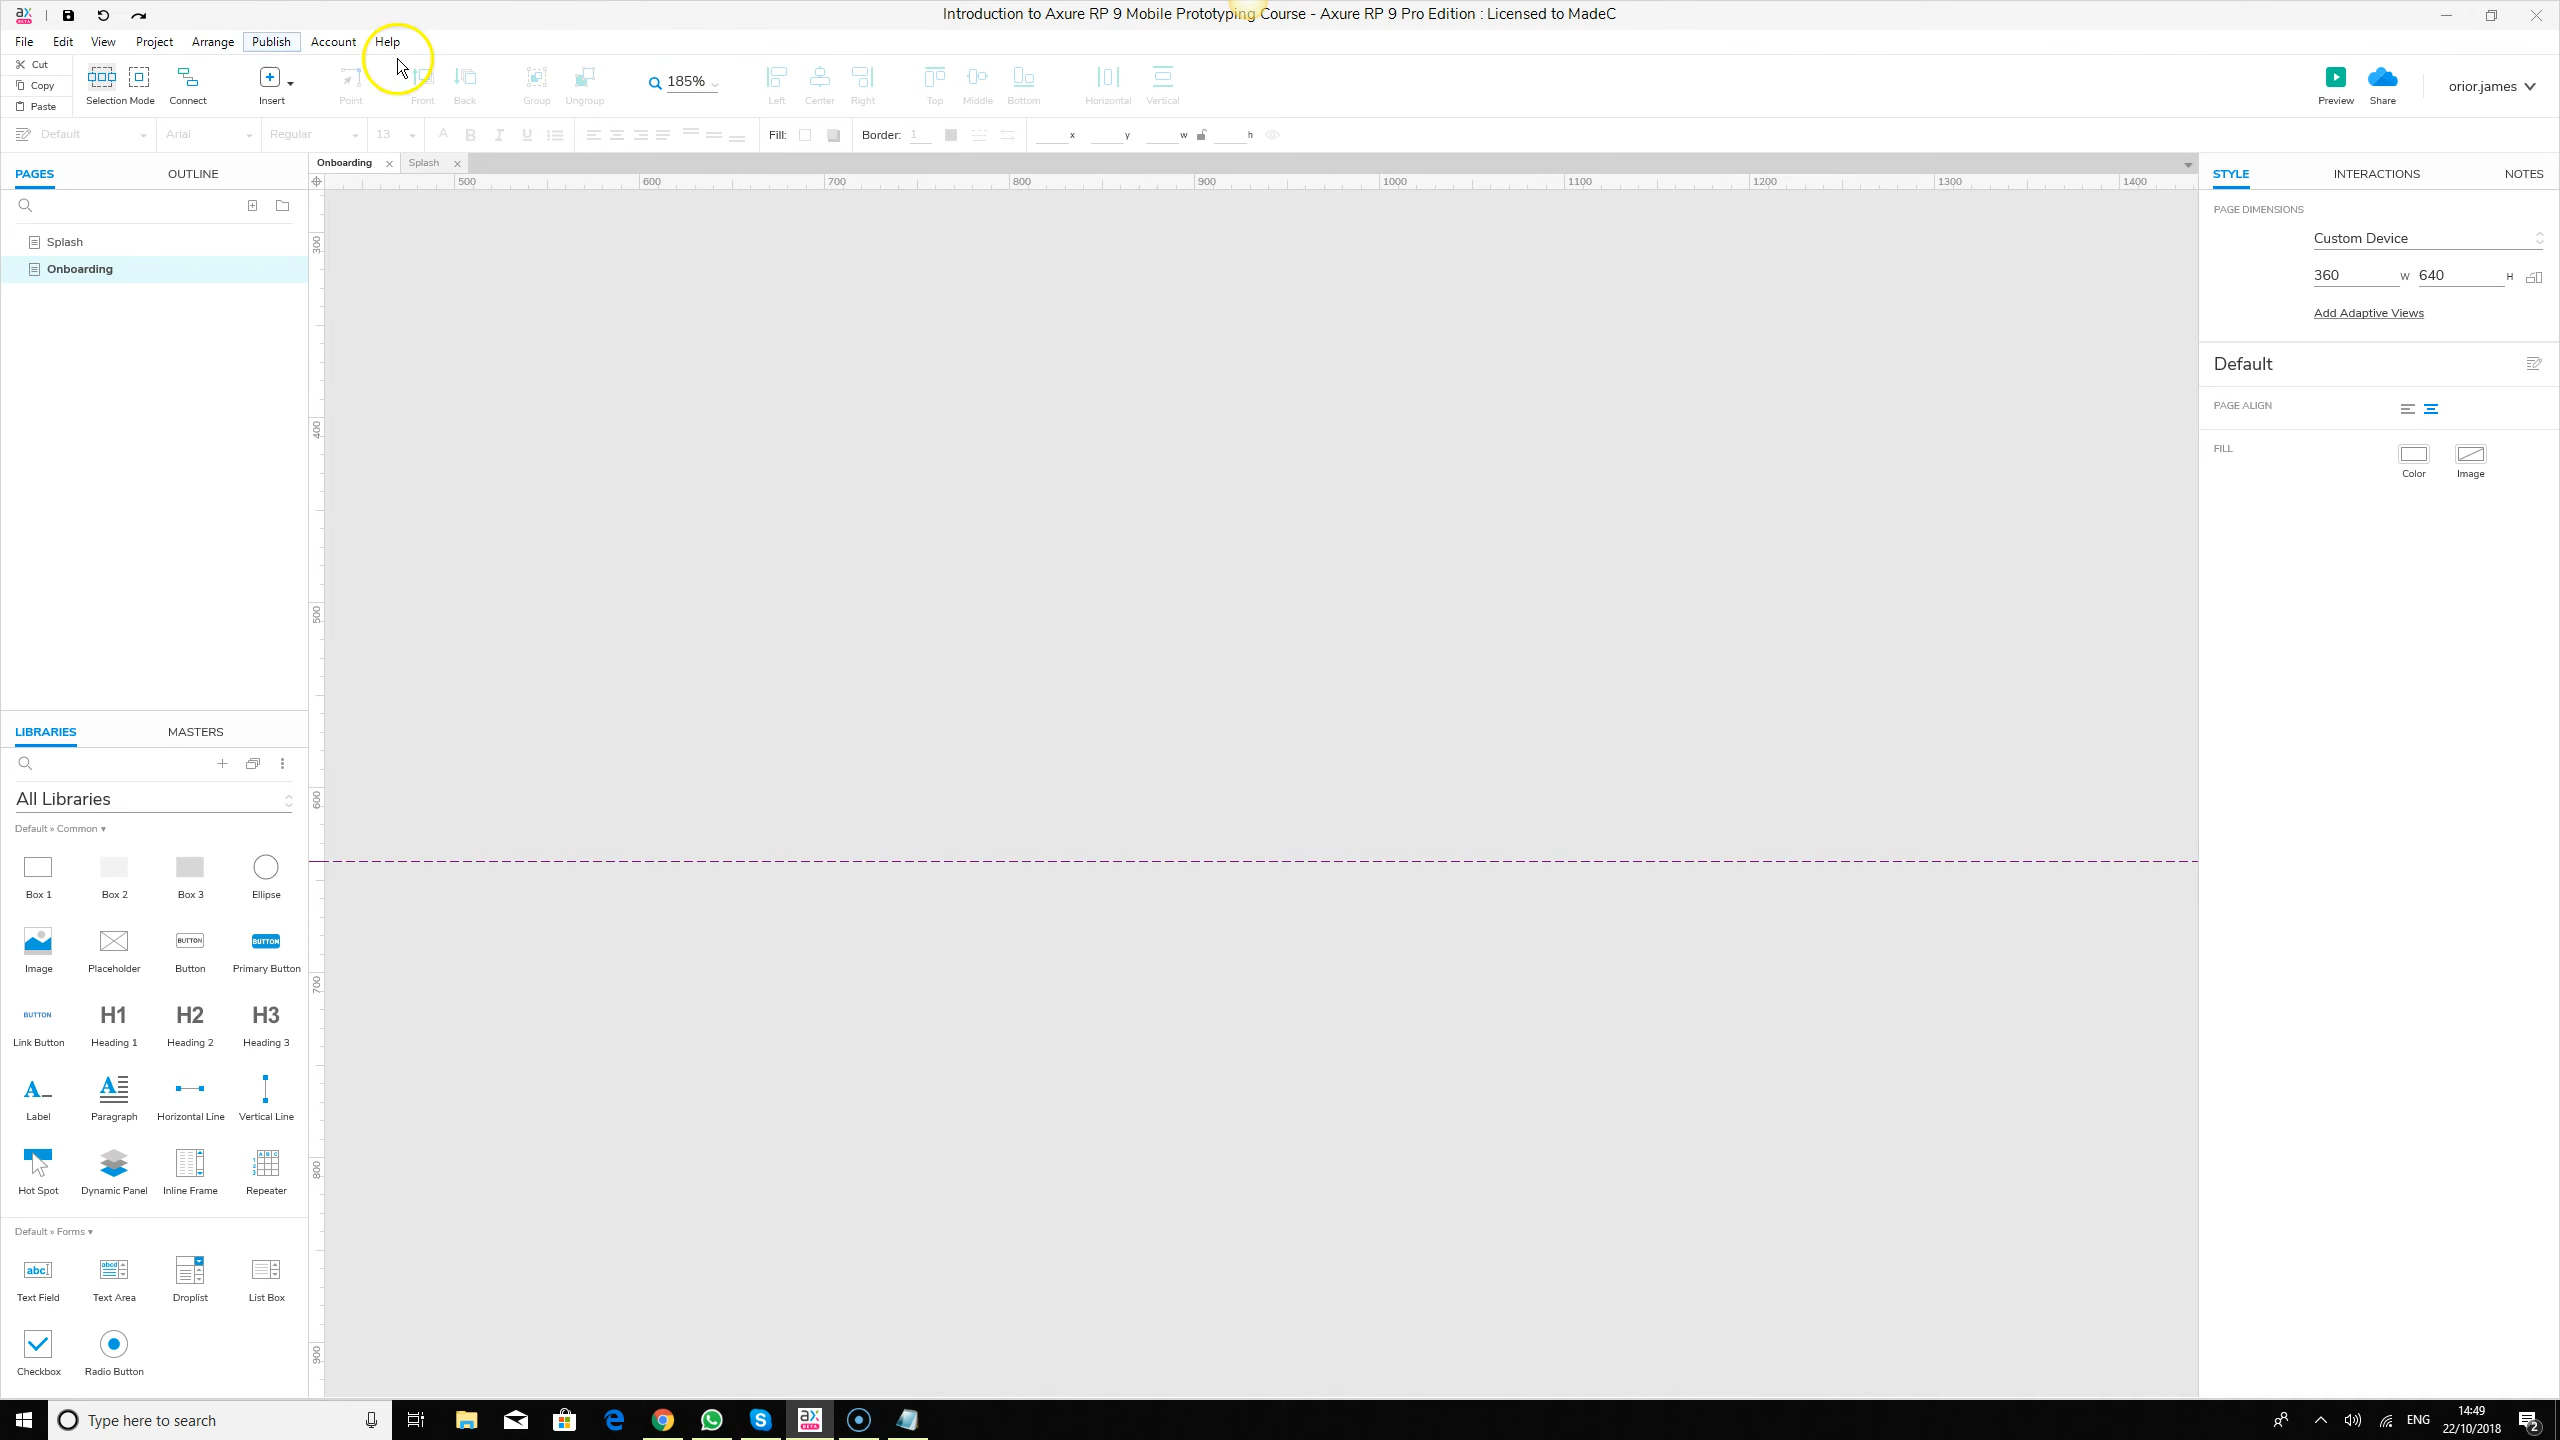 Introduction to Axure RP 9 Mobile Prototyping Course - Axure RP 9 Pro Edition : Licensed to MadeC
File Edit View Project Arrange Publish Account Help
Cut
Copy
Paste
Selection Mode Connect Insert Point Front Back Group Ungroup 185% Left Center Right Top Middle Bottom Horizontal Vertical Preview Share orior.james
Default Arial Regular 13 Fill: Border: 1 x y w h
PAGES OUTLINE
Onboarding Splash
500 600 700 800 900 1000 1100 1200 1300 1400
Splash
Onboarding
300
400
500
600
700
800
900
LIBRARIES MASTERS
All Libraries
Default » Common ▾
Box 1 Box 2 Box 3 Ellipse
BUTTON BUTTON
Image Placeholder Button Primary Button
BUTTON H1 H2 H3
Link Button Heading 1 Heading 2 Heading 3
A A
Label Paragraph Horizontal Line Vertical Line
Hot Spot Dynamic Panel Inline Frame Repeater
Default » Forms ▾
abc abcd
Text Field Text Area Droplist List Box
Checkbox Radio Button
STYLE INTERACTIONS NOTES
PAGE DIMENSIONS
Custom Device
360 W 640 H
Add Adaptive Views
Default
PAGE ALIGN
FILL
Color Image
Type here to search
ENG
14:49
22/10/2018
2